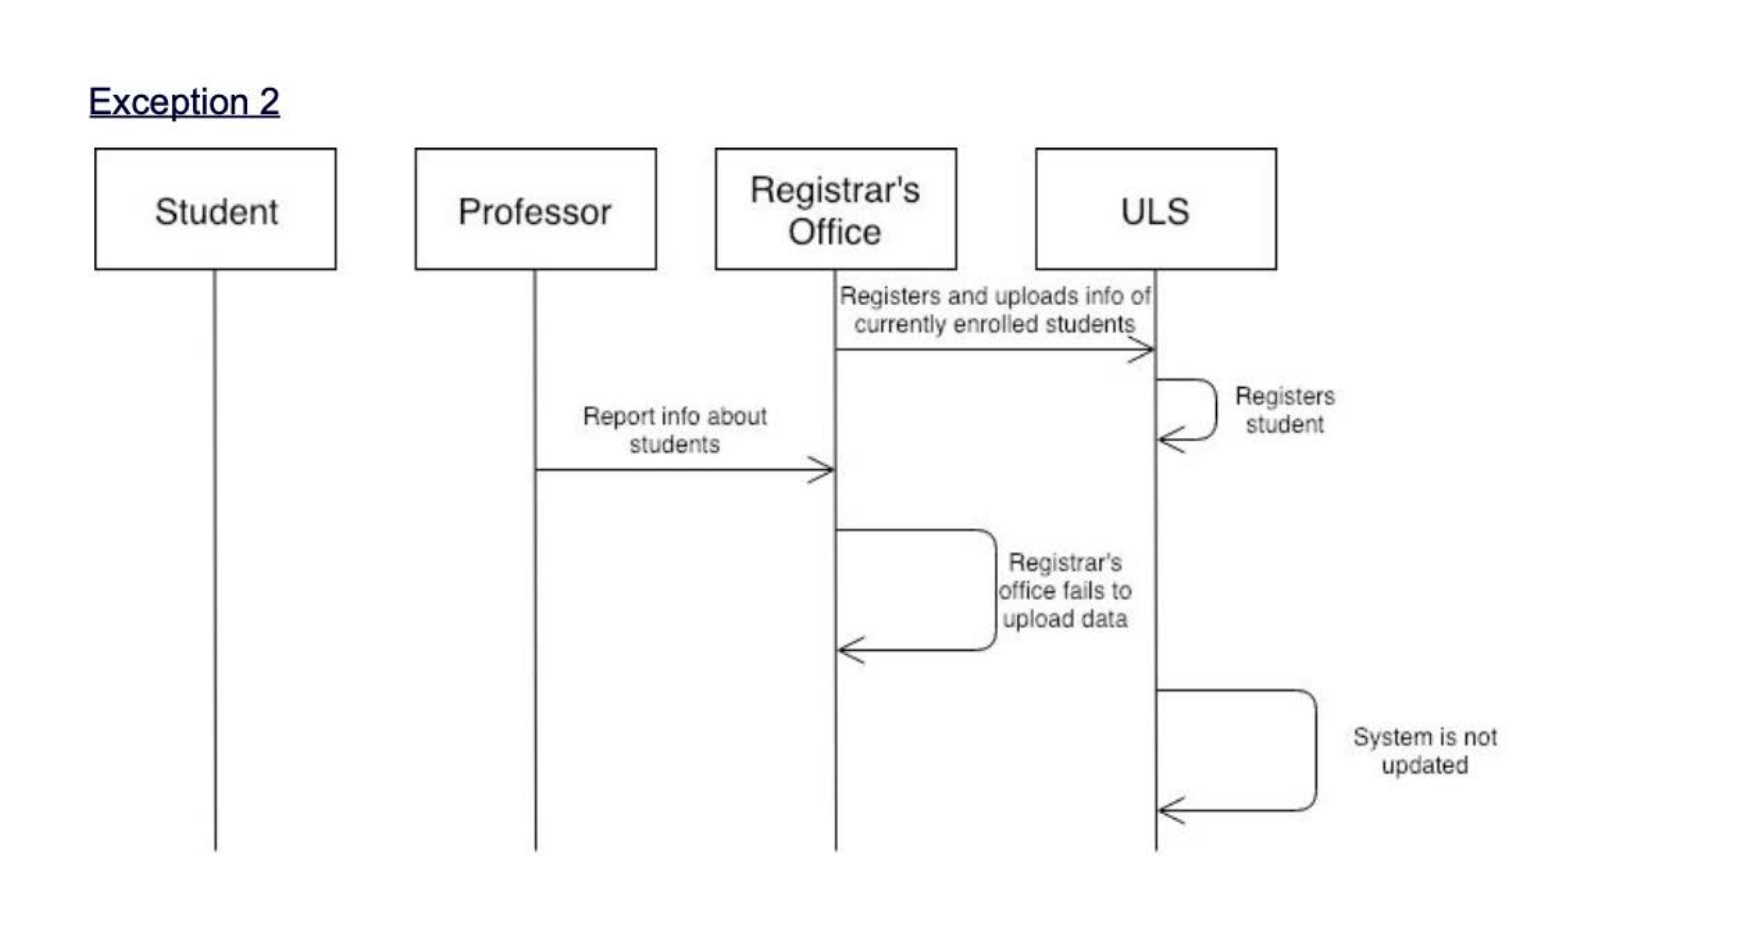 Exception 2
Student
Professor
Registrar's
Office
ULS
Registers and uploads info of
currently enrolled students
Registers
student
Report info about
students
Registrar's
office fails to
upload data
System is not
updated